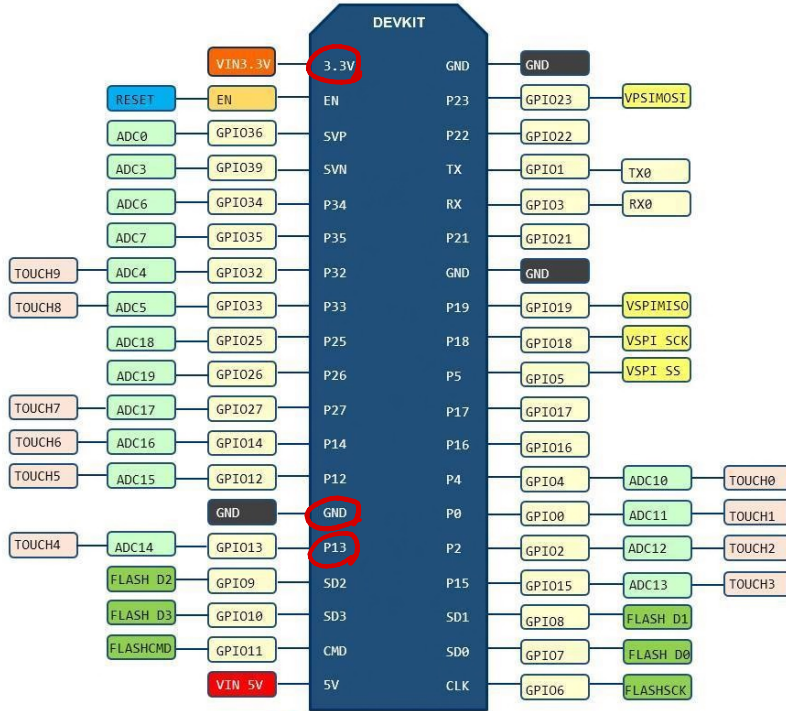 DEVKIT
VIN3.3V 3.3V GND GND
RESET EN EN P23 GPIO23 VPSIMOSI
ADC0 GPIO36 SVP P22 GPIO22
ADC3 GPIO39 SVN TX GPIO1 TX0
ADC6 GPIO34 P34 RX GPIO3 RX0
ADC7 GPIO35 P35 P21 GPIO21
TOUCH9 ADC4 GPIO32 P32 GND GND
TOUCH8 ADC5 GPIO33 P33 P19 GPIO19 VSPIMISO
ADC18 GPIO25 P25 P18 GPIO18 VSPI SCK
ADC19 GPIO26 P26 P5 GPIO5 VSPI SS
TOUCH7 ADC17 GPIO27 P27 P17 GPIO17
TOUCH6 ADC16 GPIO14 P14 P16 GPIO16
TOUCH5 ADC15 GPIO12 P12 P4 GPIO4 ADC10 TOUCH0
GND GND P0 GPIO0 ADC11 TOUCH1
TOUCH4 ADC14 GPIO13 P13 P2 GPIO2 ADC12 TOUCH2
FLASH D2 GPIO9 SD2 P15 GPIO15 ADC13 TOUCH3
FLASH D3 GPIO10 SD3 SD1 GPIO8 FLASH D1
FLASHCMD GPIO11 CMD SD0 GPIO7 FLASH D0
VIN 5V 5V CLK GPIO6 FLASHSCK